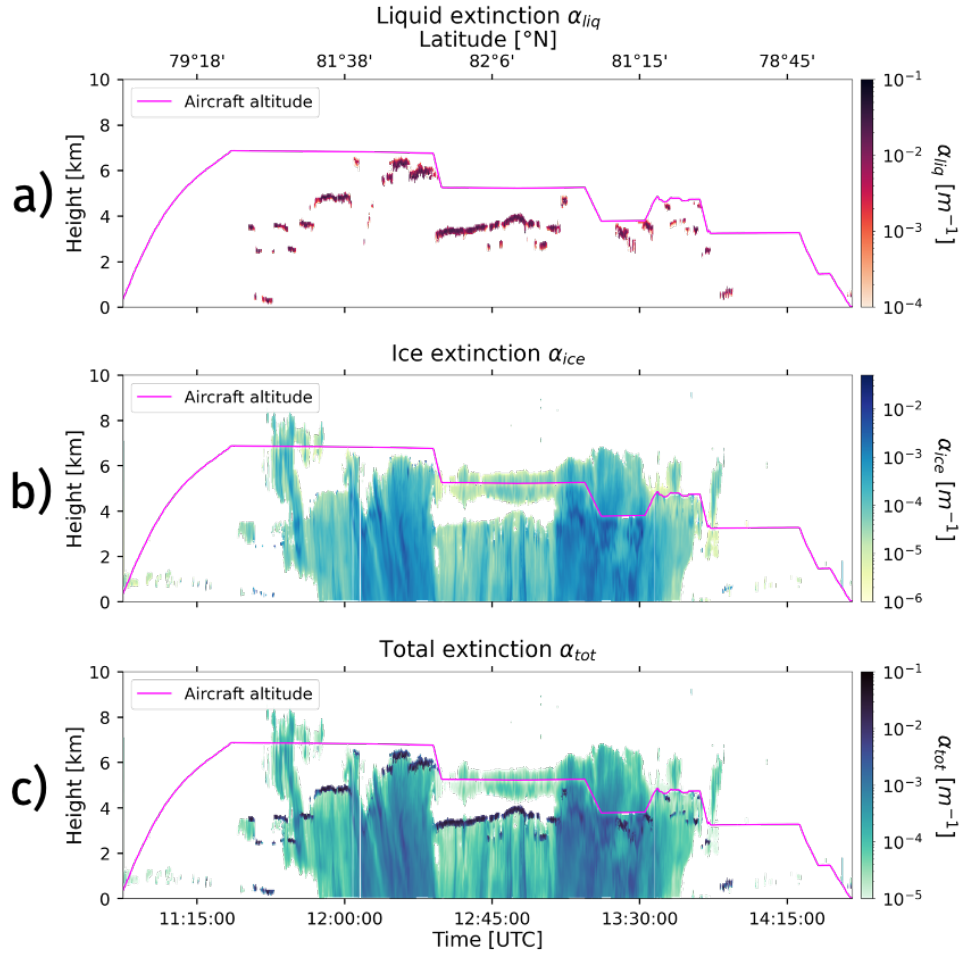 Liquid extinction α_liq
Latitude [°N]
79°18' 81°38' 82°6' 81°15' 78°45'
a)
Height [km]
10
8
6
4
2
0
Aircraft altitude
10⁻¹
10⁻²
10⁻³
10⁻⁴
α_liq [m⁻¹]
Ice extinction α_ice
b)
Height [km]
10
8
6
4
2
0
Aircraft altitude
10⁻²
10⁻³
10⁻⁴
10⁻⁵
10⁻⁶
α_ice [m⁻¹]
Total extinction α_tot
c)
Height [km]
10
8
6
4
2
0
Aircraft altitude
10⁻¹
10⁻²
10⁻³
10⁻⁴
10⁻⁵
α_tot [m⁻¹]
11:15:00 12:00:00 12:45:00 13:30:00 14:15:00
Time [UTC]